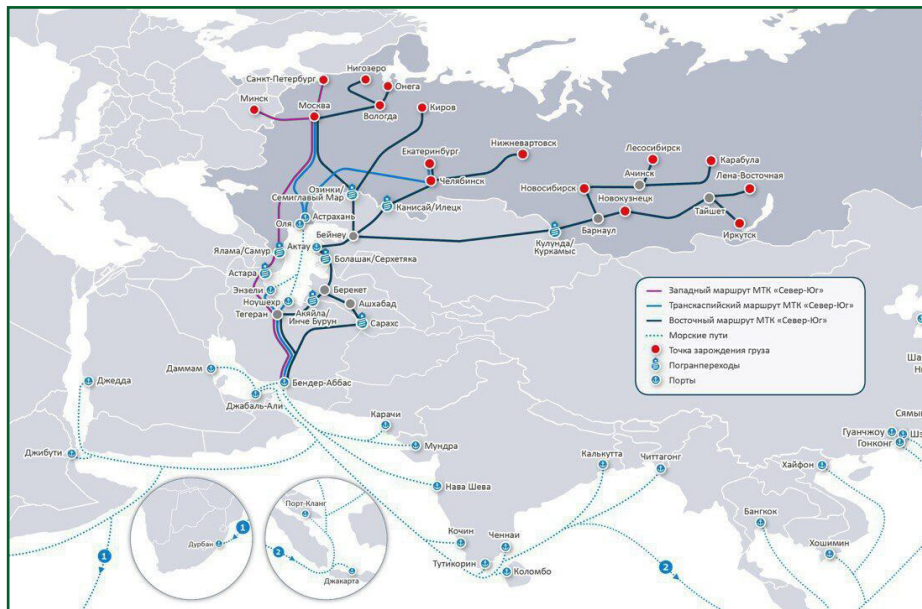 Санкт-Петербург
Нигозеро
Онега
Минск
Москва
Вологда
Киров
Екатеринбург
Нижневартовск
Лесосибирск
Карабула
Озинки/
Семиглавый Мар
Челябинск
Новосибирск
Ачинск
Лена-Восточная
Новокузнецк
Канисай/Илецк
Тайшет
Астрахань
Оля
Бейнеу
Барнаул
Иркутск
Кулунда/
Куркамыс
Ялама/Самур
Актау
Болашак/Серхетяка
Астара
Энзели
Берекет
Ноушехр
Ашхабад
Тегеран
Акяйла/
Инче Бурун
Сарахс
Западный маршрут МТК «Север-Юг»
Транскаспийский маршрут МТК «Север-Юг»
Восточный маршрут МТК «Север-Юг»
Морские пути
Точка зарождения груза
Погранпереходы
Порты
Джедда
Даммам
Бендер-Аббас
Джабаль-Али
Карачи
Мундра
Джибути
Нава Шева
Калькутта
Читтагонг
Сямы
Гуанчжоу
Гонконг
Хайфон
Бангкок
Порт-Кланг
Дурбан
1
1
2
2
Джакарта
Кочин
Ченнаи
Тутикорин
Коломбо
Хошимин